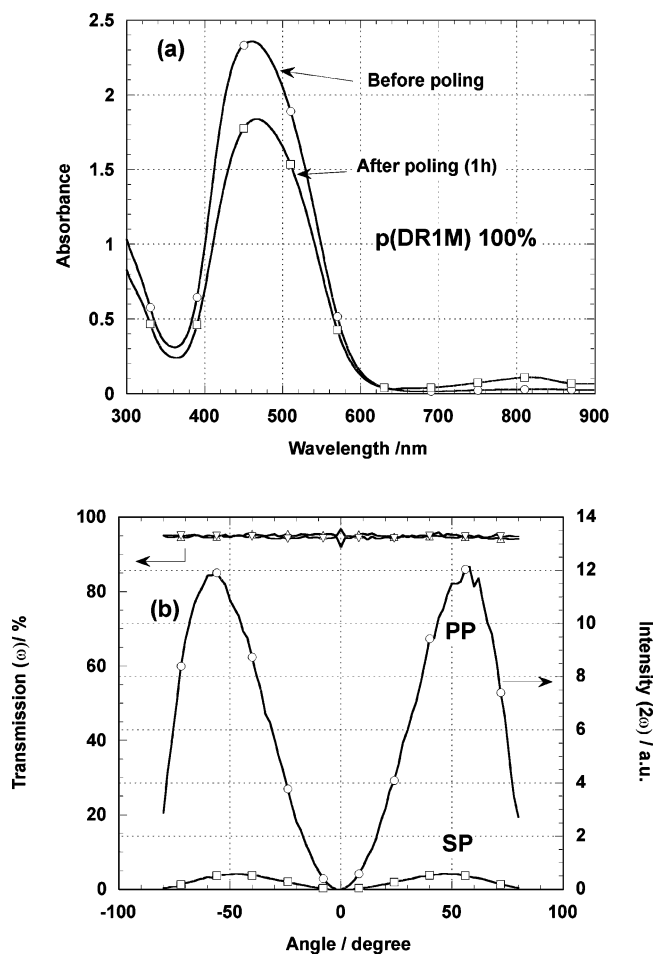 2.5
(a)
2
Before poling
1.5
After poling (1h)
Absorbance
1
p(DR1M) 100%
0.5
0
300 400 500 600 700 800 900
Wavelength /nm
100 14
12
80
(b)
PP
10
60
8
Transmission (ω)/ %
Intensity (2ω) / a.u.
6
40
4
20
SP
2
0 0
-100 -50 0 50 100
Angle / degree